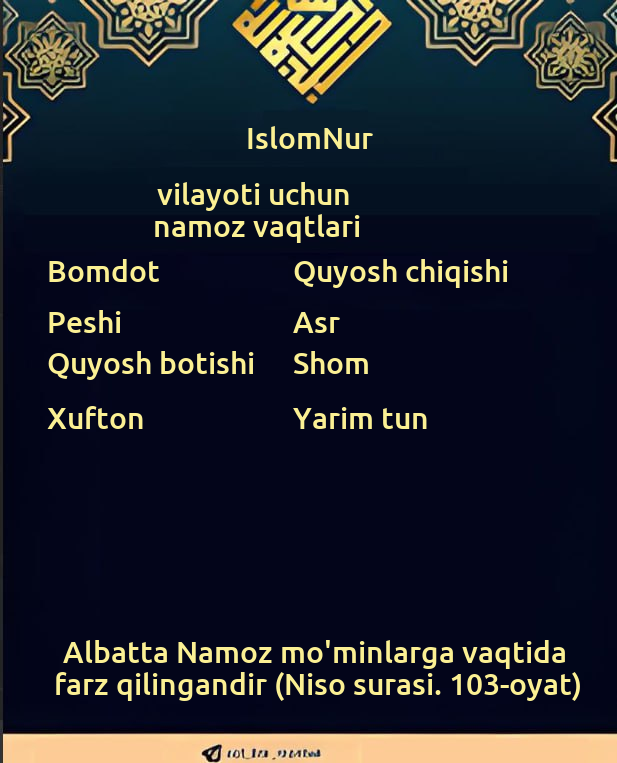 IslomNur
vilayoti uchun
namoz vaqtlari
Bomdot Quyosh chiqishi
Peshi Asr
Quyosh botishi Shom
Xufton Yarim tun
Albatta Namoz mo'minlarga vaqtida
farz qilingandir (Niso surasi. 103-oyat)